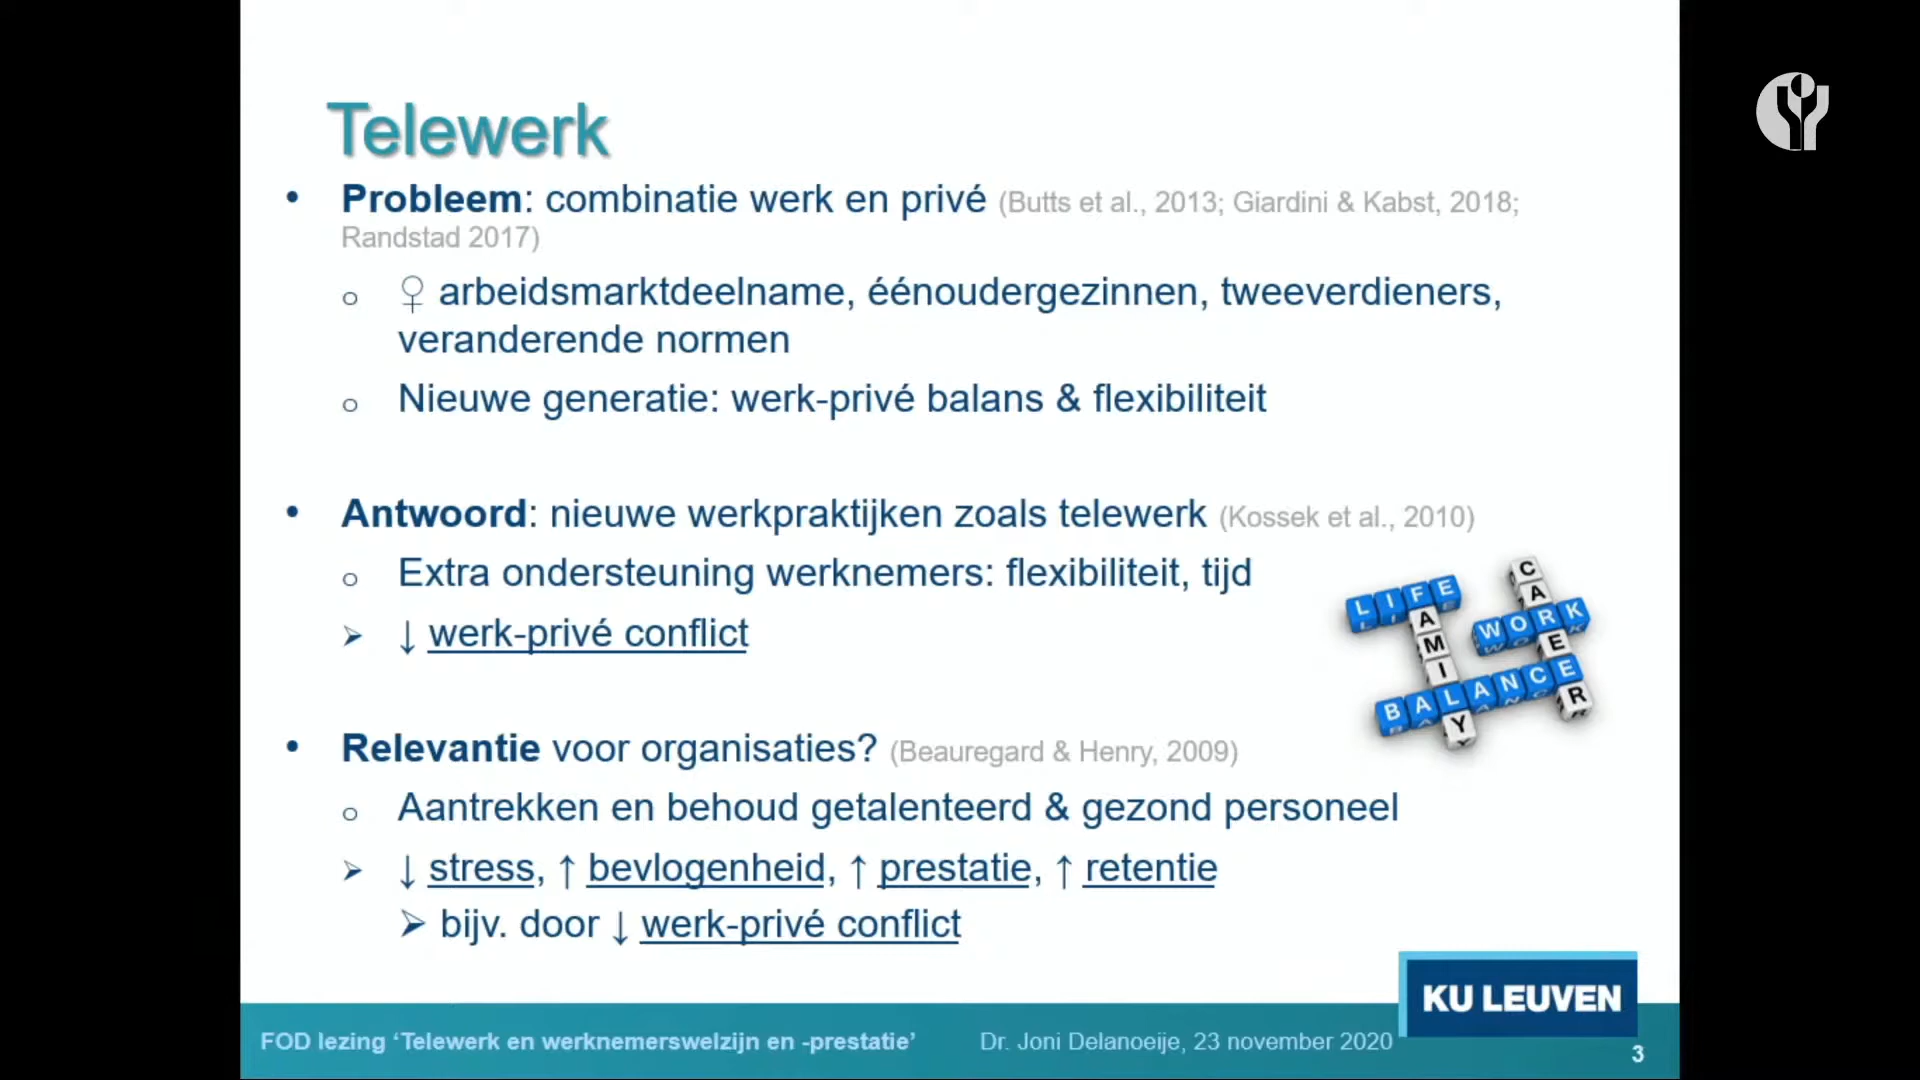 Telewerk
• Probleem: combinatie werk en privé (Butts et al., 2013; Giardini & Kabst, 2018;
Randstad 2017)
o ♀ arbeidsmarktdeelname, éénoudergezinnen, tweeverdieners,
veranderende normen
o Nieuwe generatie: werk-privé balans & flexibiliteit
• Antwoord: nieuwe werkpraktijken zoals telewerk (Kossek et al., 2010)
o Extra ondersteuning werknemers: flexibiliteit, tijd
➢ ↓ werk-privé conflict
LIFE
FAMILY
CAREER
WORK
BALANCE
• Relevantie voor organisaties? (Beauregard & Henry, 2009)
o Aantrekken en behoud getalenteerd & gezond personeel
➢ ↓ stress, ↑ bevlogenheid, ↑ prestatie, ↑ retentie
➢ bijv. door ↓ werk-privé conflict
KU LEUVEN
FOD lezing ‘Telewerk en werknemerswelzijn en -prestatie’ Dr. Joni Delanoeije, 23 november 2020
3